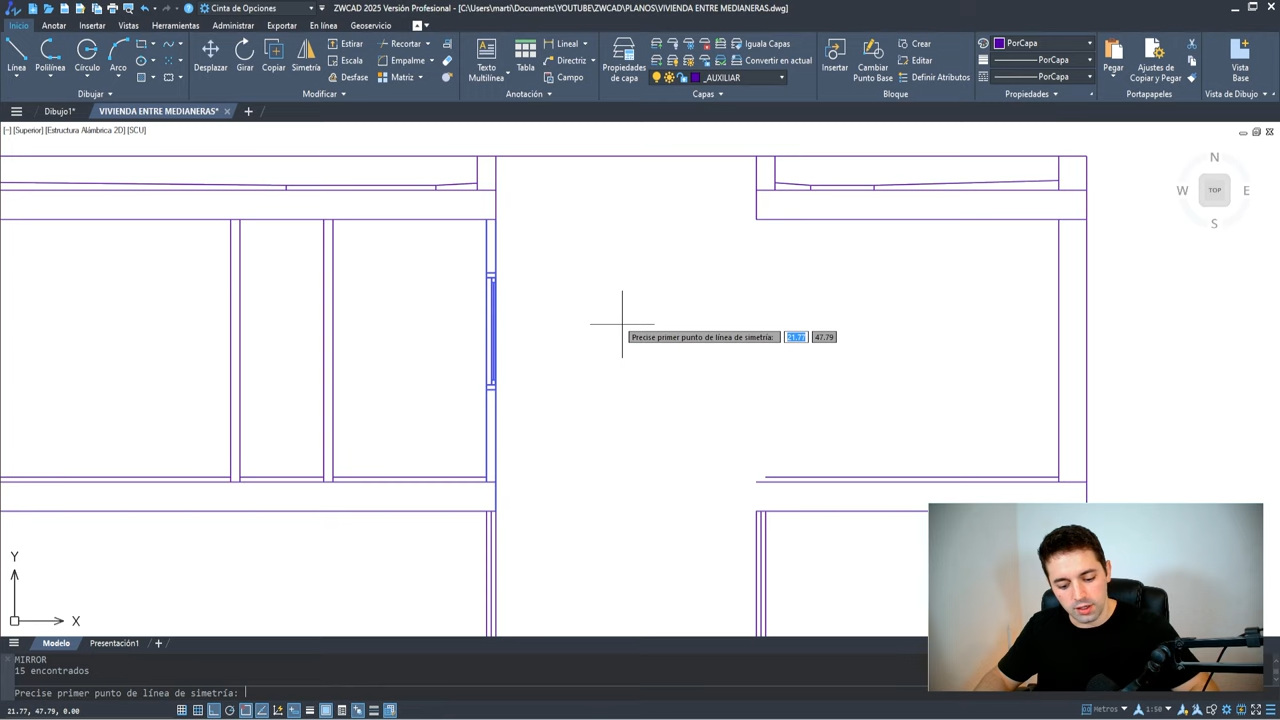 Cinta de Opciones
ZWCAD 2025 Versión Profesional - [C:\Users\marti\Documents\YOUTUBE\ZWCAD\PLANOS\VIVIENDA ENTRE MEDIANERAS.dwg]
Inicio Anotar Insertar Vistas Herramientas Administrar Exportar En línea Geoservicio
Línea Polilínea Círculo Arco
Dibujar
Desplazar Girar Copiar Simetría
Estirar Recortar
Escala Empalme
Desfase Matriz
Modificar
Texto Multilínea Tabla
Lineal
Directriz
Campo
Anotación
Propiedades de capa
Iguala Capas
Convertir en actual
_AUXILIAR
Capas
Insertar Cambiar Punto Base
Crear
Editar
Definir Atributos
Bloque
PorCapa
PorCapa
PorCapa
Propiedades
Pegar Ajustes de Copiar y Pegar
Portapapeles
Vista Base
Vista de Dibujo
Dibujo1* VIVIENDA ENTRE MEDIANERAS*
[-] [Superior] [Estructura Alámbrica 2D] [SCU]
N
W TOP E
S
Precise primer punto de línea de simetría: 21.77 47.79
Y
X
Modelo Presentación1
MIRROR
15 encontrados
Precise primer punto de línea de simetría:
21.77, 47.79, 0.00
Metros 1:50